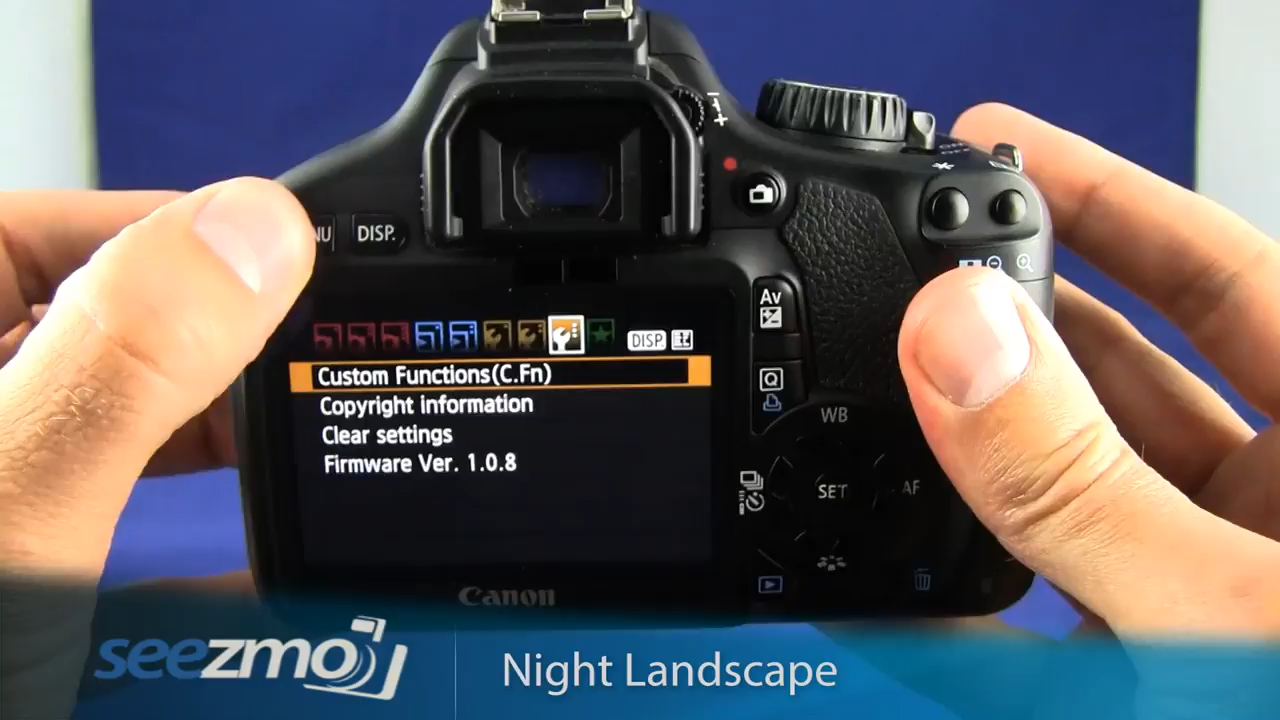 NU
DISP.
Av
DISP.
Custom Functions(C.Fn)
Copyright information
Clear settings
Firmware Ver. 1.0.8
Q
WB
SET
AF
Canon
seezmo
Night Landscape